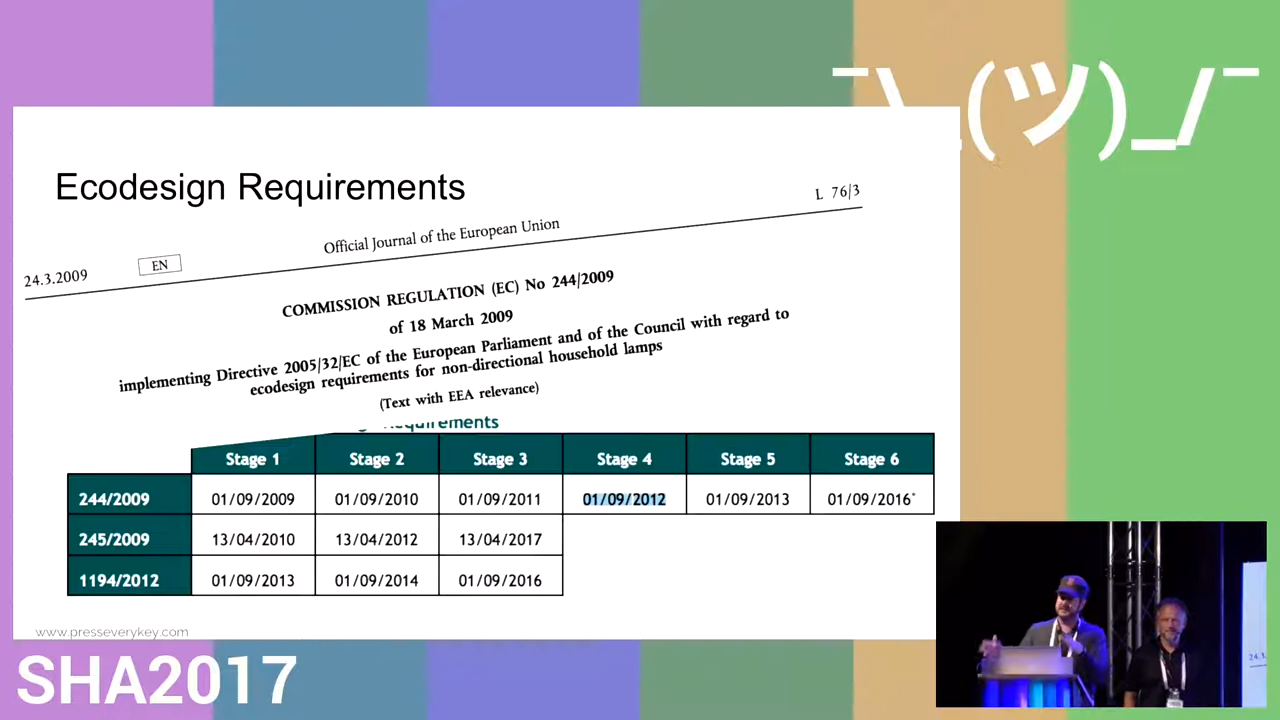 ¯\_(ツ)_/¯
Ecodesign Requirements
L 76/3
Official Journal of the European Union
EN
24.3.2009
COMMISSION REGULATION (EC) No 244/2009
of 18 March 2009
implementing Directive 2005/32/EC of the European Parliament and of the Council with regard to
ecodesign requirements for non-directional household lamps
(Text with EEA relevance)
Requirements
Stage 1 Stage 2 Stage 3 Stage 4 Stage 5 Stage 6
244/2009 01/09/2009 01/09/2010 01/09/2011 01/09/2012 01/09/2013 01/09/2016*
245/2009 13/04/2010 13/04/2012 13/04/2017
1194/2012 01/09/2013 01/09/2014 01/09/2016
www.presseverykey.com
SHA2017
24.3.